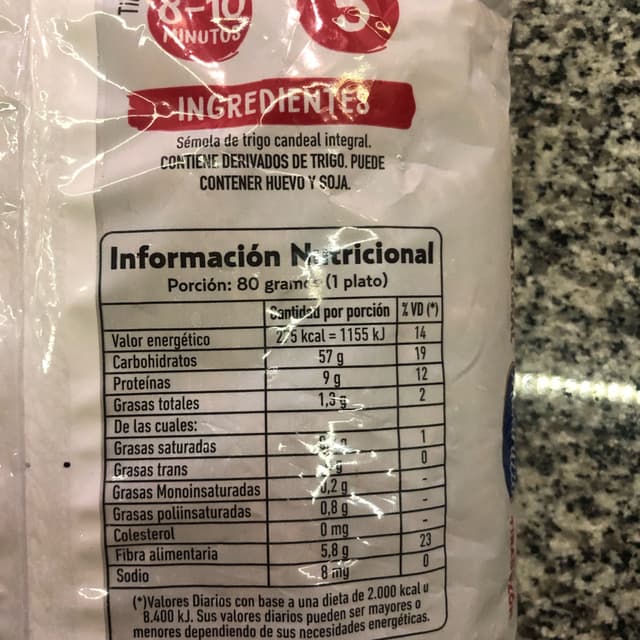 Ti
8-10
MINUTOS
INGREDIENTES
Sémola de trigo candeal integral.
CONTIENE DERIVADOS DE TRIGO. PUEDE
CONTENER HUEVO Y SOJA.
Información Nutricional
Porción: 80 gramos (1 plato)
Cantidad por porción % VD (*)
Valor energético 275 kcal = 1155 kJ 14
Carbohidratos 57 g 19
Proteínas 9 g 12
Grasas totales 1,3 g 2
De las cuales:
Grasas saturadas g 1
Grasas trans g 0
Grasas Monoinsaturadas 0,2 g -
Grasas poliinsaturadas 0,8 g -
Colesterol 0 mg -
Fibra alimentaria 5,8 g 23
Sodio 8 mg 0
(*)Valores Diarios con base a una dieta de 2.000 kcal u
8.400 kJ. Sus valores diarios pueden ser mayores o
menores dependiendo de sus necesidades energéticas.